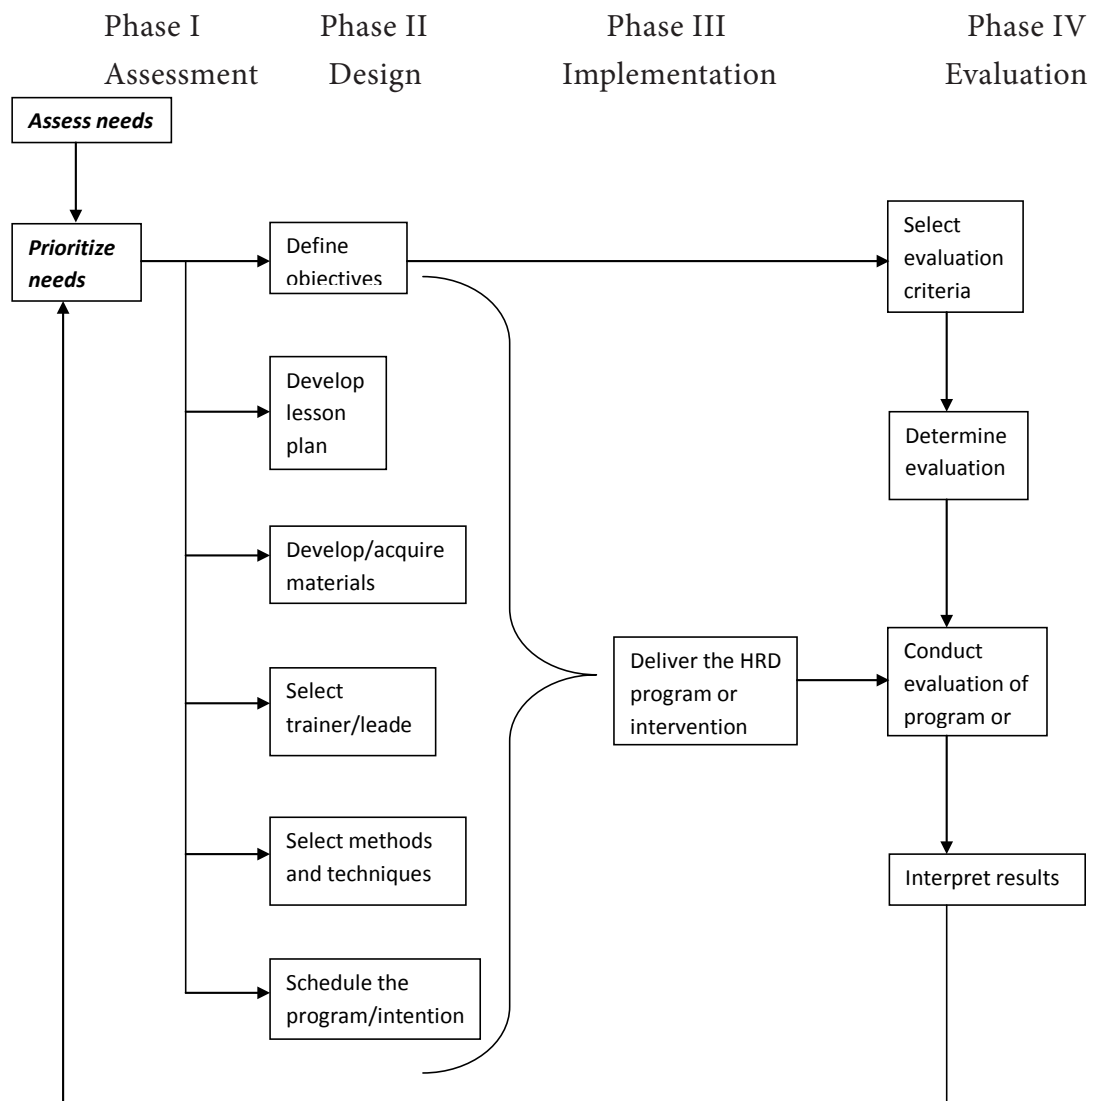 Phase I
Phase II
Phase III
Phase IV
Assessment
Design
Implementation
Evaluation
Assess needs
Prioritize
needs
Define
objectives
Develop
lesson
plan
Develop/acquire
materials
Select
trainer/leade
Select methods
and techniques
Schedule the
program/intention
Deliver the HRD
program or
intervention
Select
evaluation
criteria
Determine
evaluation
Conduct
evaluation of
program or
Interpret results